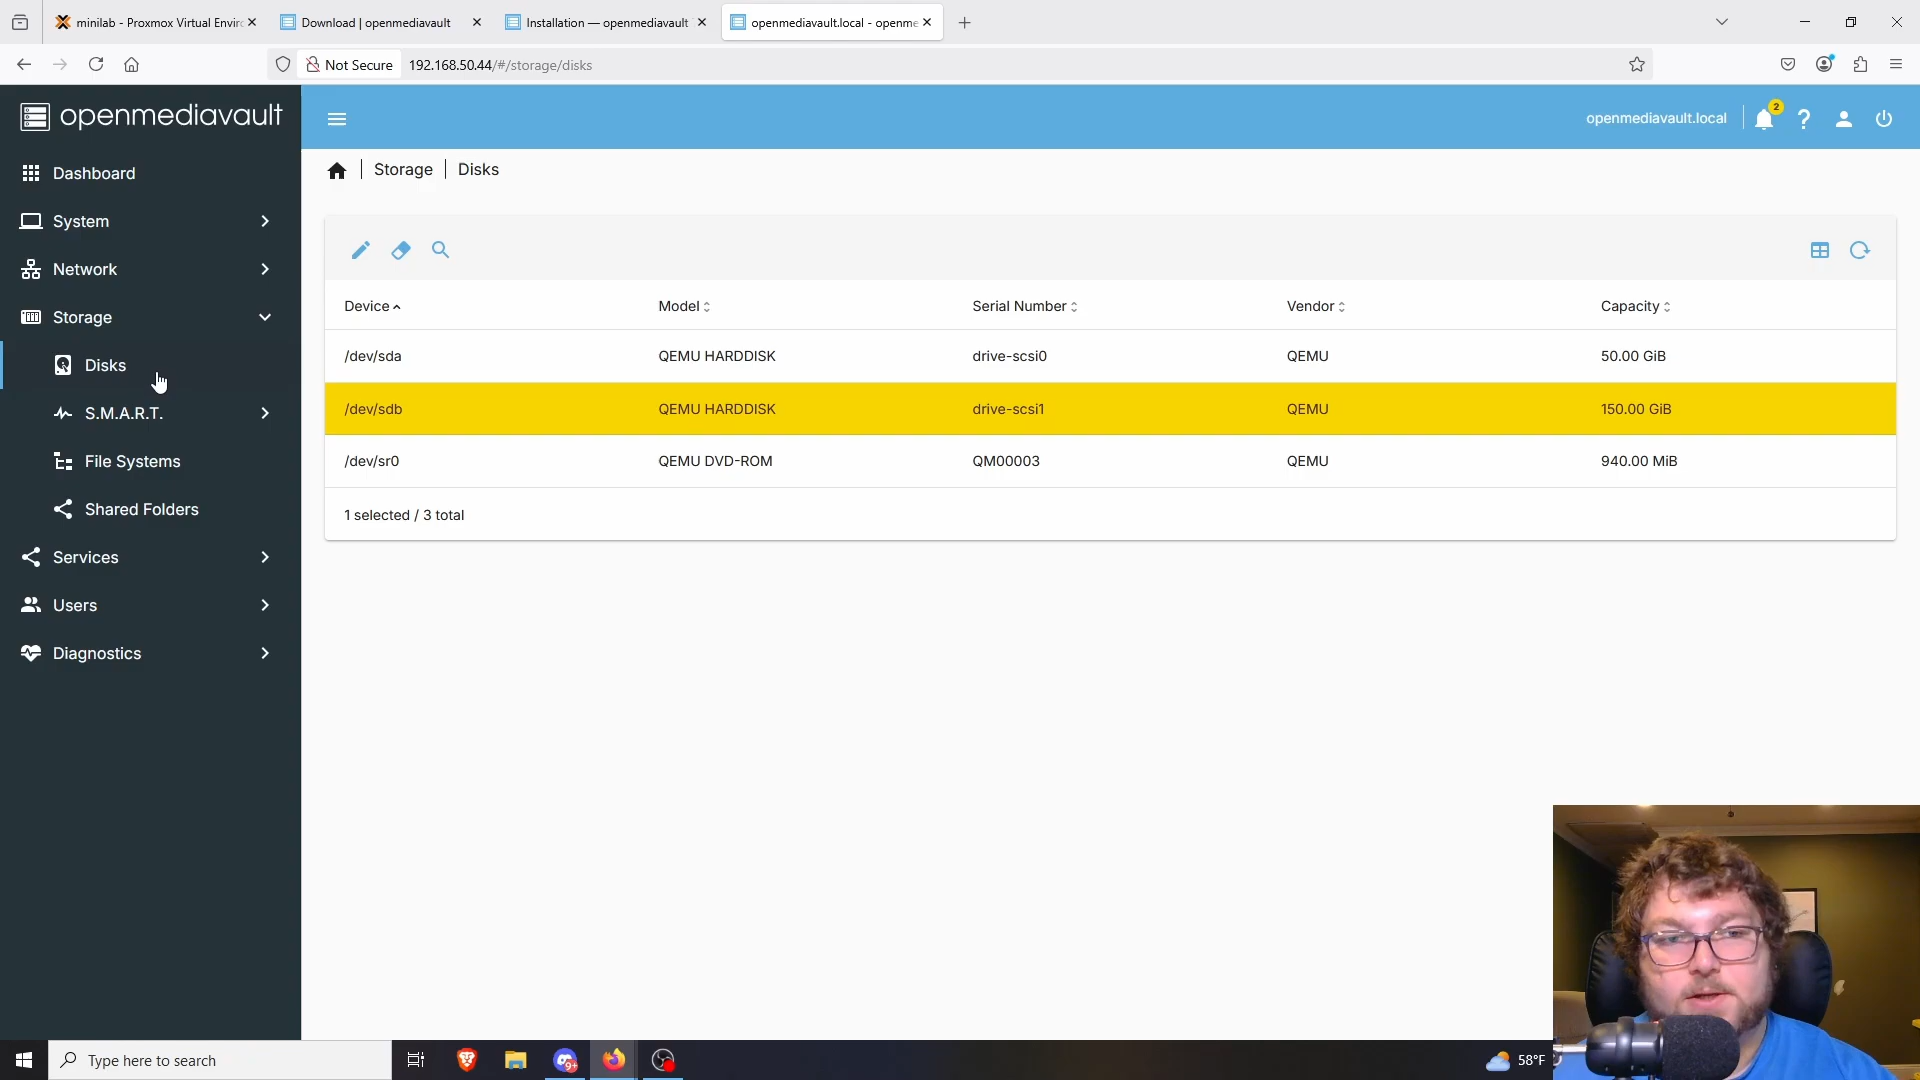 minilab - Proxmox Virtual Envir
Download | openmediavault
Installation — openmediavault
openmediavault.local - openme
Not Secure
192.168.50.44/#/storage/disks
openmediavault
openmediavault.local
2
Dashboard
System
Network
Storage
Disks
S.M.A.R.T.
File Systems
Shared Folders
Services
Users
Diagnostics
Storage
Disks
Device
Model
Serial Number
Vendor
Capacity
/dev/sda
QEMU HARDDISK
drive-scsi0
QEMU
50.00 GiB
/dev/sdb
QEMU HARDDISK
drive-scsi1
QEMU
150.00 GiB
/dev/sr0
QEMU DVD-ROM
QM00003
QEMU
940.00 MiB
1 selected / 3 total
Type here to search
9+
58°F